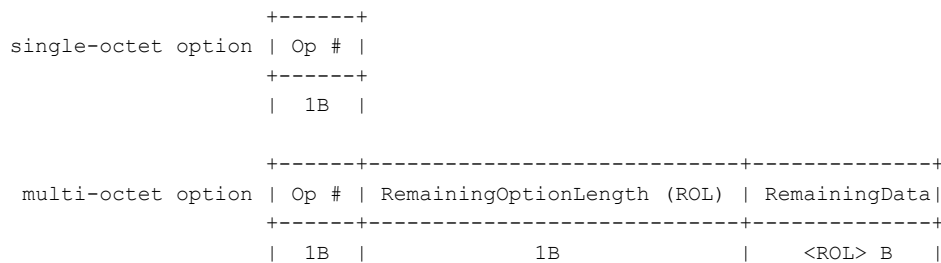 +------+
single-octet option | Op # |
+------+
| 1B |
+------+-----------------------------+--------------+
multi-octet option | Op # | RemainingOptionLength (ROL) | RemainingData|
+------+-----------------------------+--------------+
| 1B | 1B | <ROL> B |